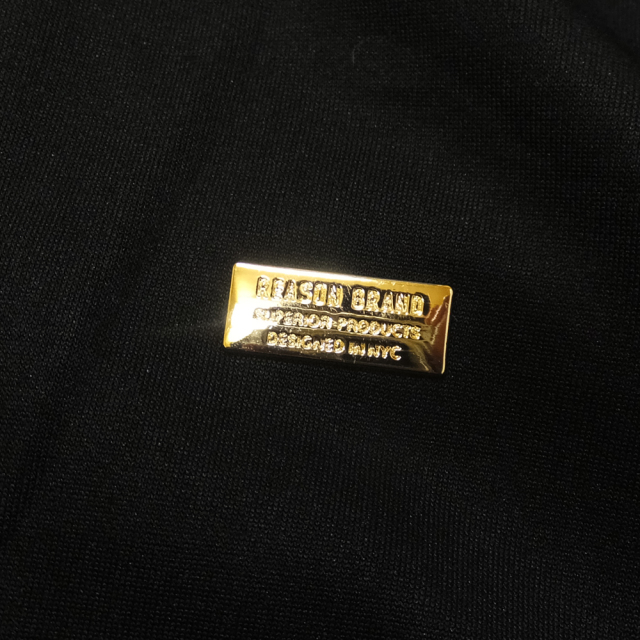 REASON BRAND
SUPERIOR PRODUCTS
DESIGNED IN NYC